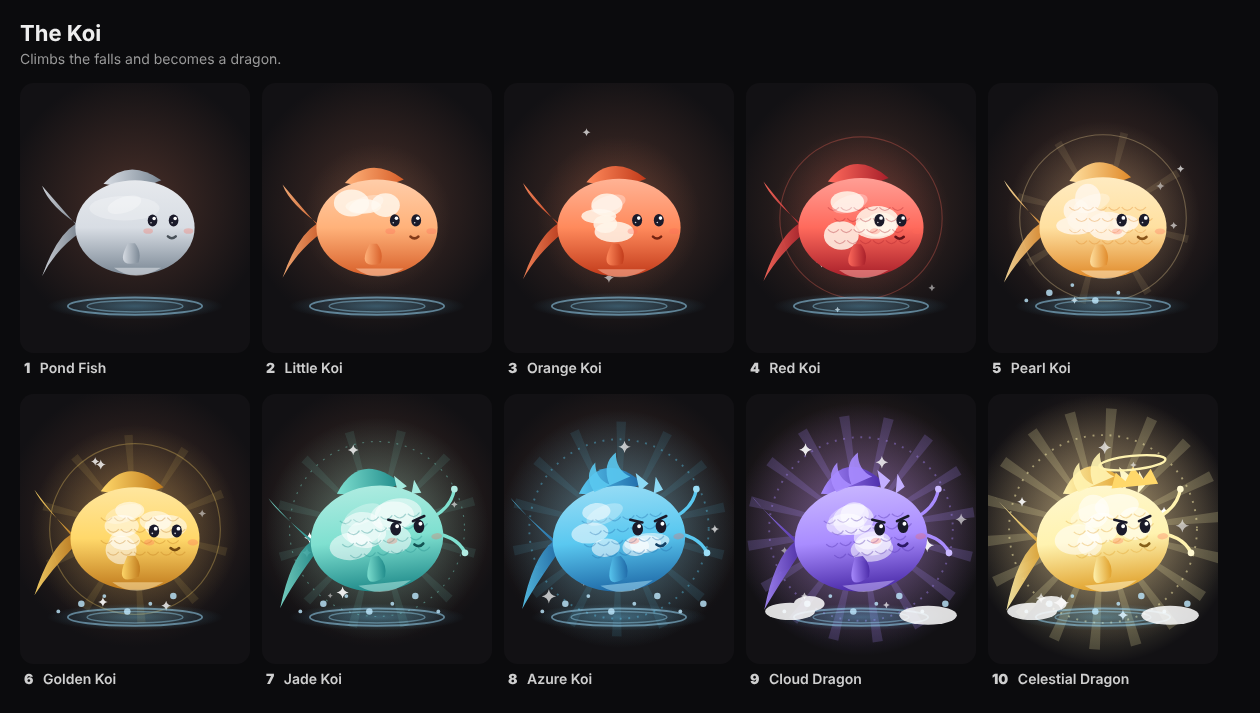 The Koi
Climbs the falls and becomes a dragon.
1 Pond Fish
2 Little Koi
3 Orange Koi
4 Red Koi
5 Pearl Koi
6 Golden Koi
7 Jade Koi
8 Azure Koi
9 Cloud Dragon
10 Celestial Dragon